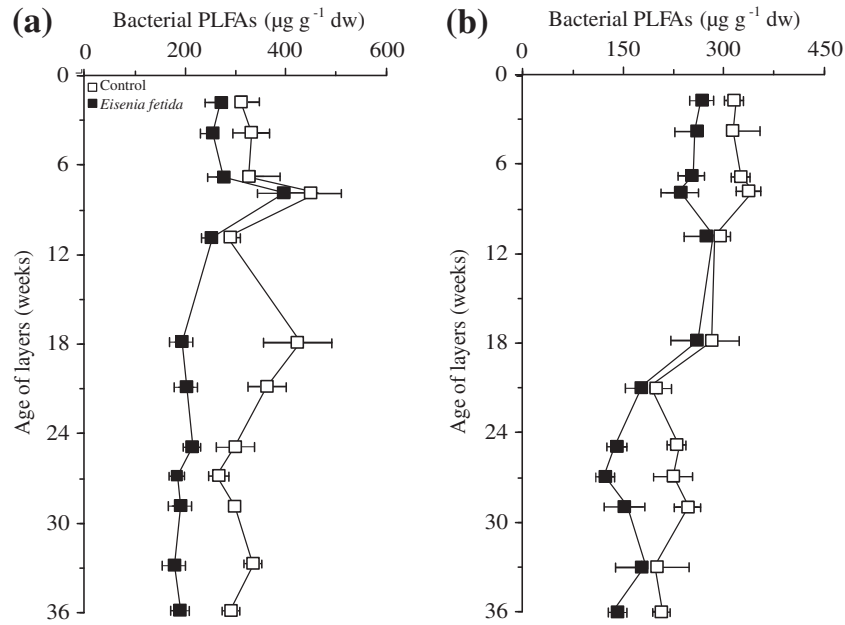 (a)
Bacterial PLFAs (µg g-1 dw)
0 200 400 600
0
6
12
18
24
30
36
Age of layers (weeks)
Control
Eisenia fetida
(b)
Bacterial PLFAs (µg g-1 dw)
0 150 300 450
0
6
12
18
24
30
36
Age of layers (weeks)